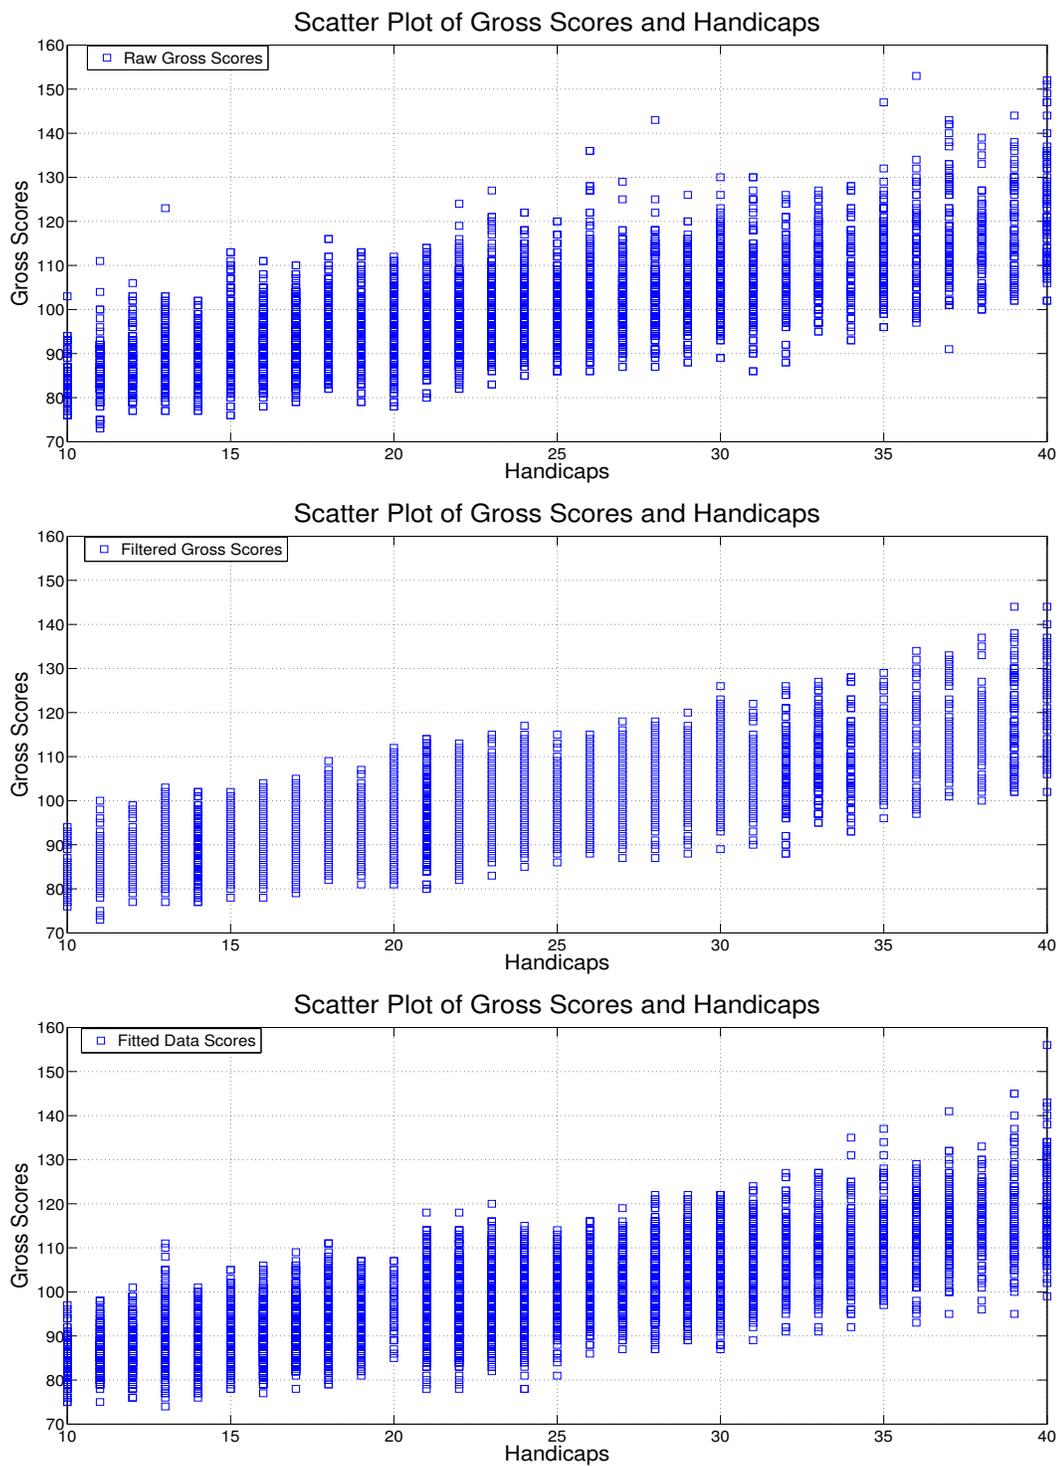 Scatter Plot of Gross Scores and Handicaps
160
Raw Gross Scores
150
140
130
120
110
100
90
80
70
Gross Scores
10 15 20 25 30 35 40
Handicaps
Scatter Plot of Gross Scores and Handicaps
160
Filtered Gross Scores
150
140
130
120
110
100
90
80
70
Gross Scores
10 15 20 25 30 35 40
Handicaps
Scatter Plot of Gross Scores and Handicaps
160
Fitted Data Scores
150
140
130
120
110
100
90
80
70
Gross Scores
10 15 20 25 30 35 40
Handicaps